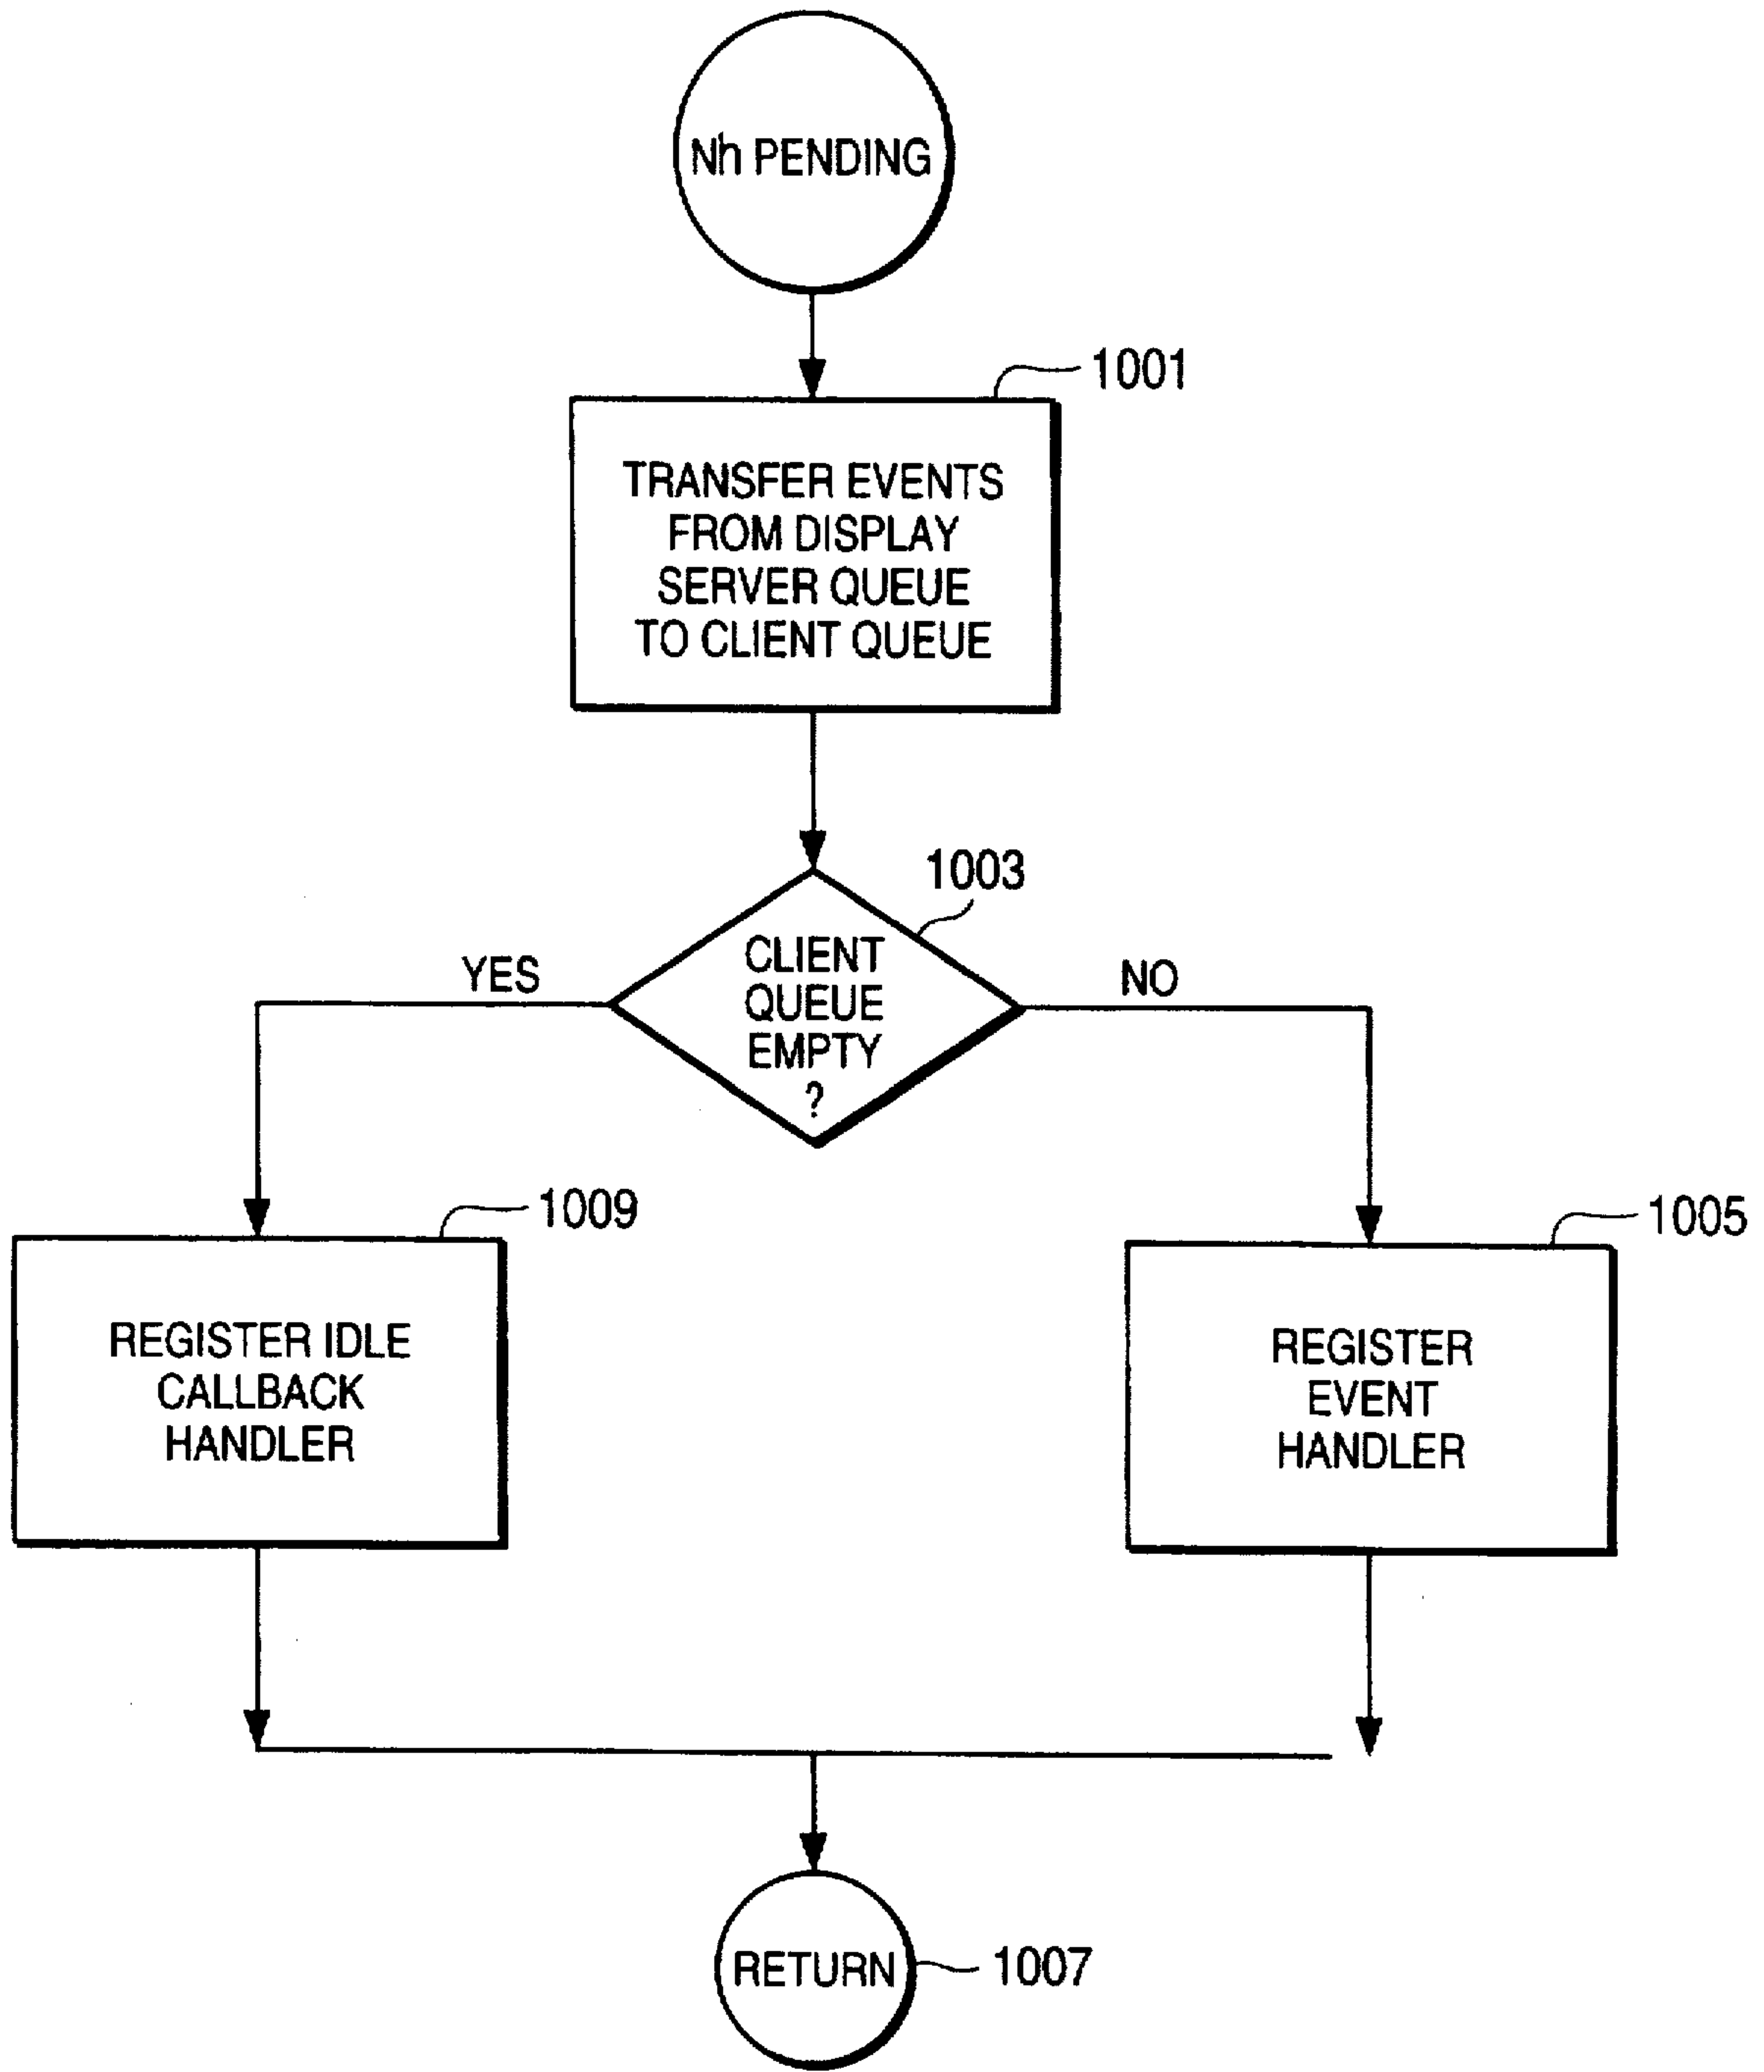 Nh PENDING
1001
TRANSFER EVENTS
FROM DISPLAY
SERVER QUEUE
TO CLIENT QUEUE
1003
CLIENT
QUEUE
EMPTY
?
YES
NO
1009
REGISTER IDLE
CALLBACK
HANDLER
1005
REGISTER
EVENT
HANDLER
RETURN
1007